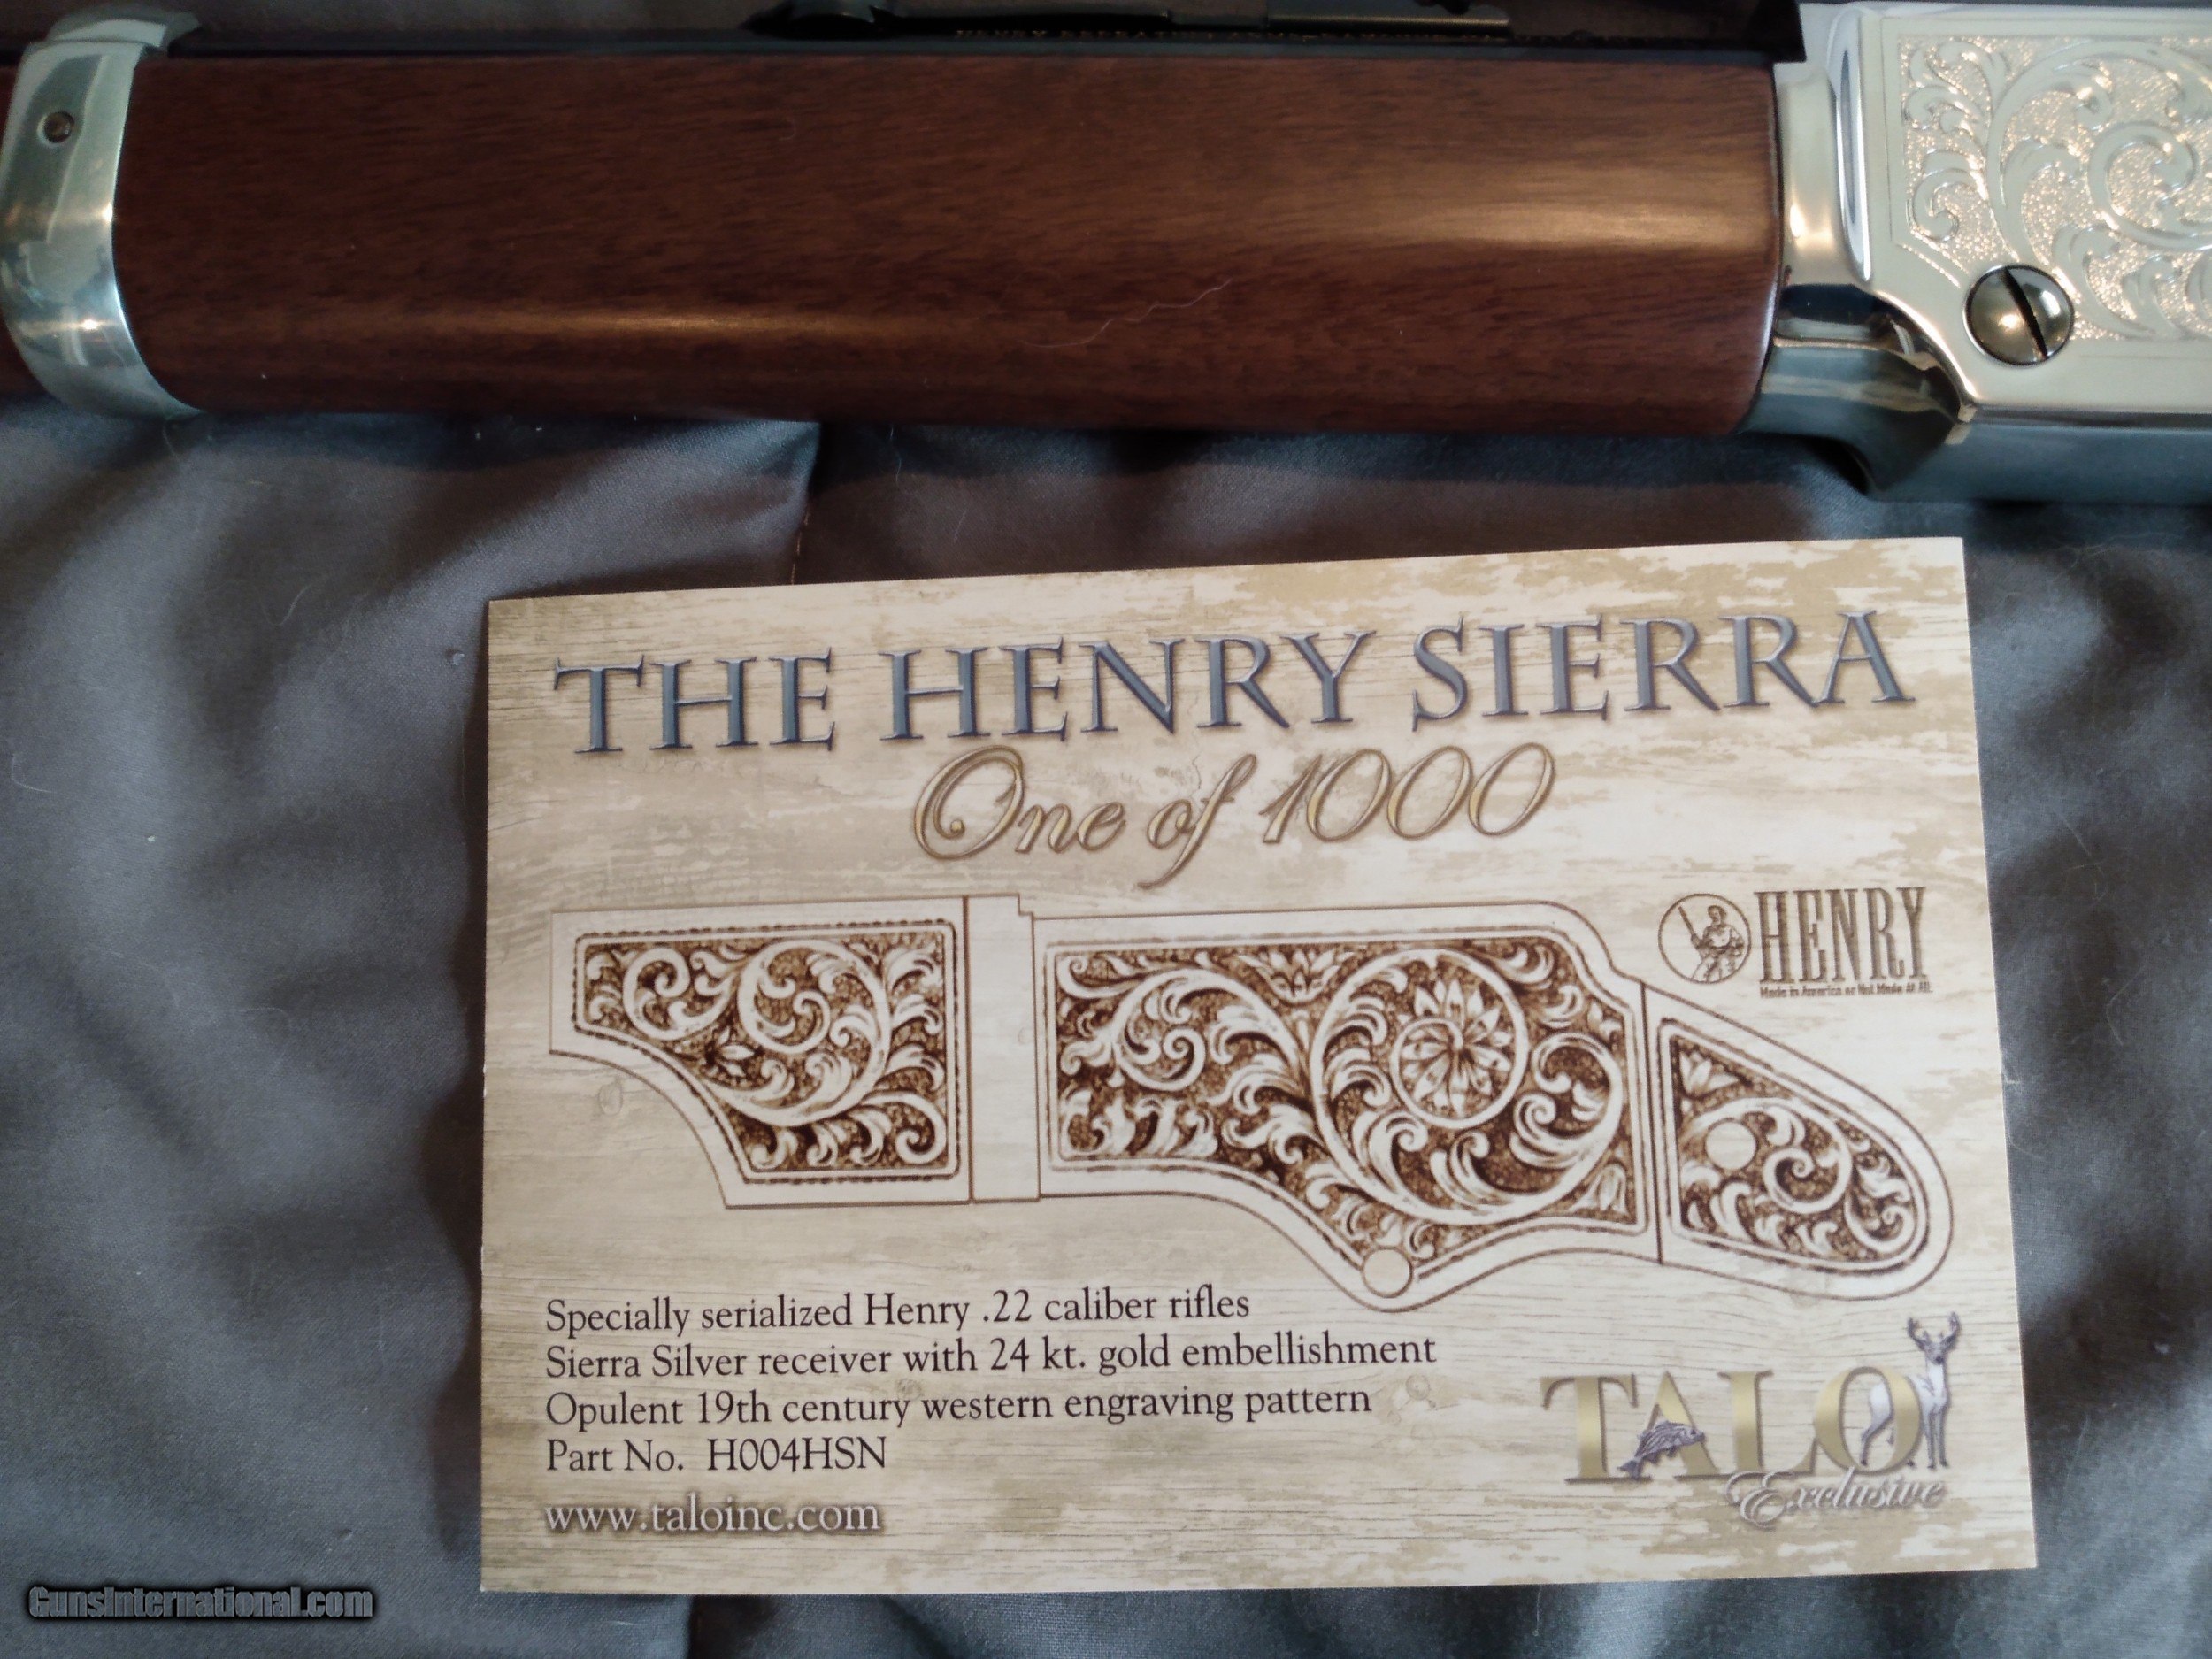 HENRY
THE HENRY SIERRA
One of 1000
HENRY
Made in America or Not Made at All.
Specially serialized Henry .22 caliber rifles
Sierra Silver receiver with 24 kt. gold embellishment
Opulent 19th century western engraving pattern
Part No. H004HSN
TALO
Exclusive
www.taloinc.com
GunsInternational.com